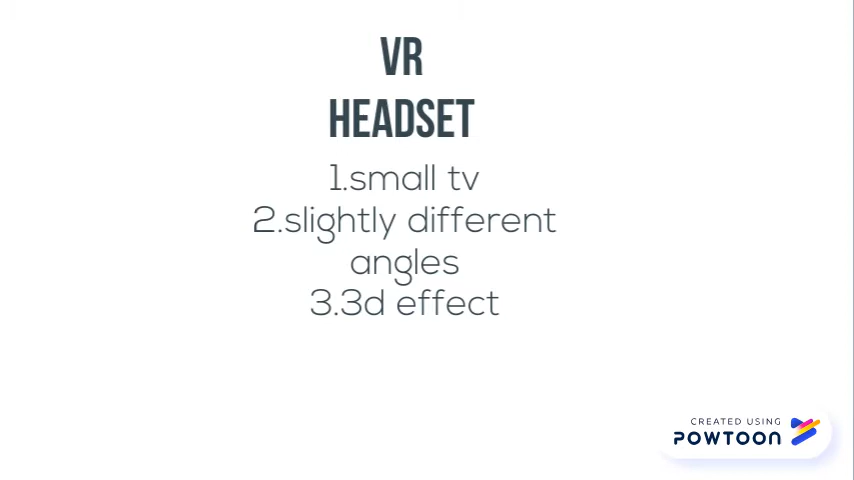 VR
HEADSET
1.small tv
2.slightly different
angles
3.3d effect
CREATED USING
POWTOON